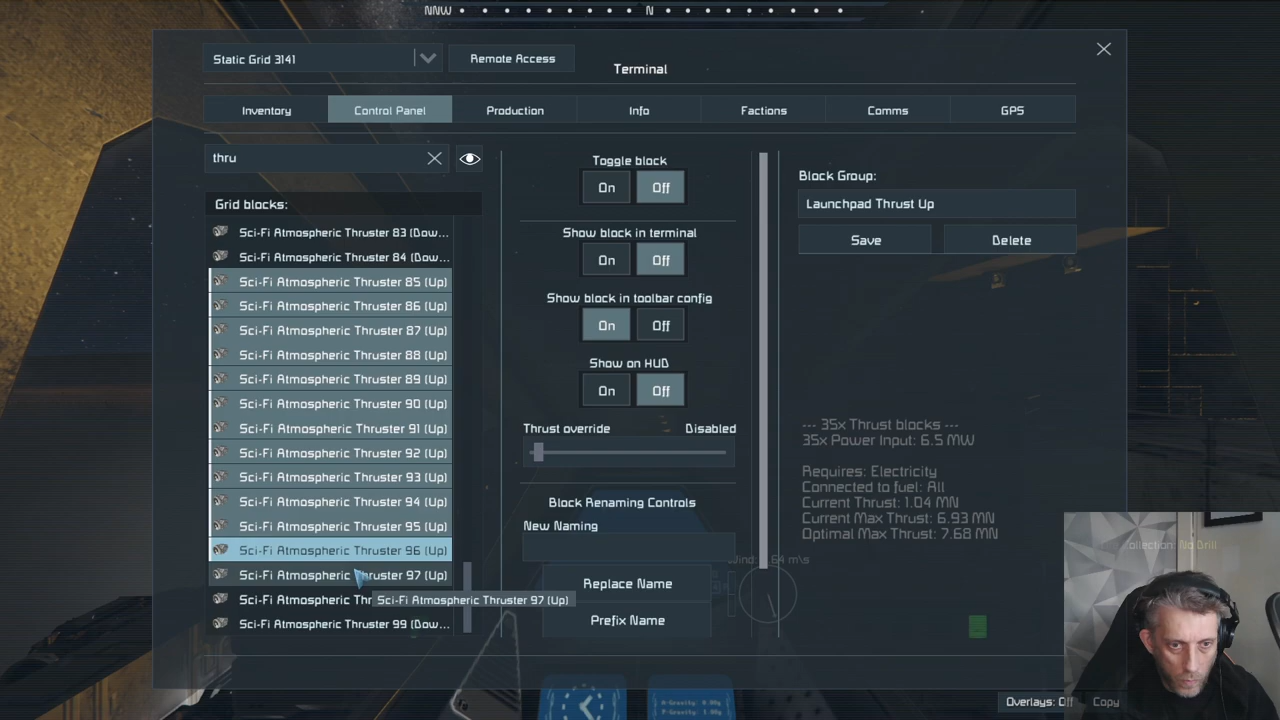 NNW N
Static Grid 3141
Remote Access
Terminal
Inventory
Control Panel
Production
Info
Factions
Comms
GPS
thru
Grid blocks:
Sci-Fi Atmospheric Thruster 83 (Dow...
Sci-Fi Atmospheric Thruster 84 (Dow...
Sci-Fi Atmospheric Thruster 85 (Up)
Sci-Fi Atmospheric Thruster 86 (Up)
Sci-Fi Atmospheric Thruster 87 (Up)
Sci-Fi Atmospheric Thruster 88 (Up)
Sci-Fi Atmospheric Thruster 89 (Up)
Sci-Fi Atmospheric Thruster 90 (Up)
Sci-Fi Atmospheric Thruster 91 (Up)
Sci-Fi Atmospheric Thruster 92 (Up)
Sci-Fi Atmospheric Thruster 93 (Up)
Sci-Fi Atmospheric Thruster 94 (Up)
Sci-Fi Atmospheric Thruster 95 (Up)
Sci-Fi Atmospheric Thruster 96 (Up)
Sci-Fi Atmospheric Thruster 97 (Up)
Sci-Fi Atmospheric Thr
Sci-Fi Atmospheric Thruster 97 (Up)
Sci-Fi Atmospheric Thruster 99 (Dow...
Toggle block
On Off
Show block in terminal
On Off
Show block in toolbar config
On Off
Show on HUD
On Off
Thrust override Disabled
Block Renaming Controls
New Naming
Replace Name
Prefix Name
Block Group:
Launchpad Thrust Up
Save
Delete
--- 35x Thrust blocks ---
35x Power Input: 6.5 MW
Requires: Electricity
Connected to fuel: All
Current Thrust: 1.04 MN
Current Max Thrust: 6.93 MN
Optimal Max Thrust: 7.68 MN
64 m/s
ollection: No Brill
Overlays: Off
Copy